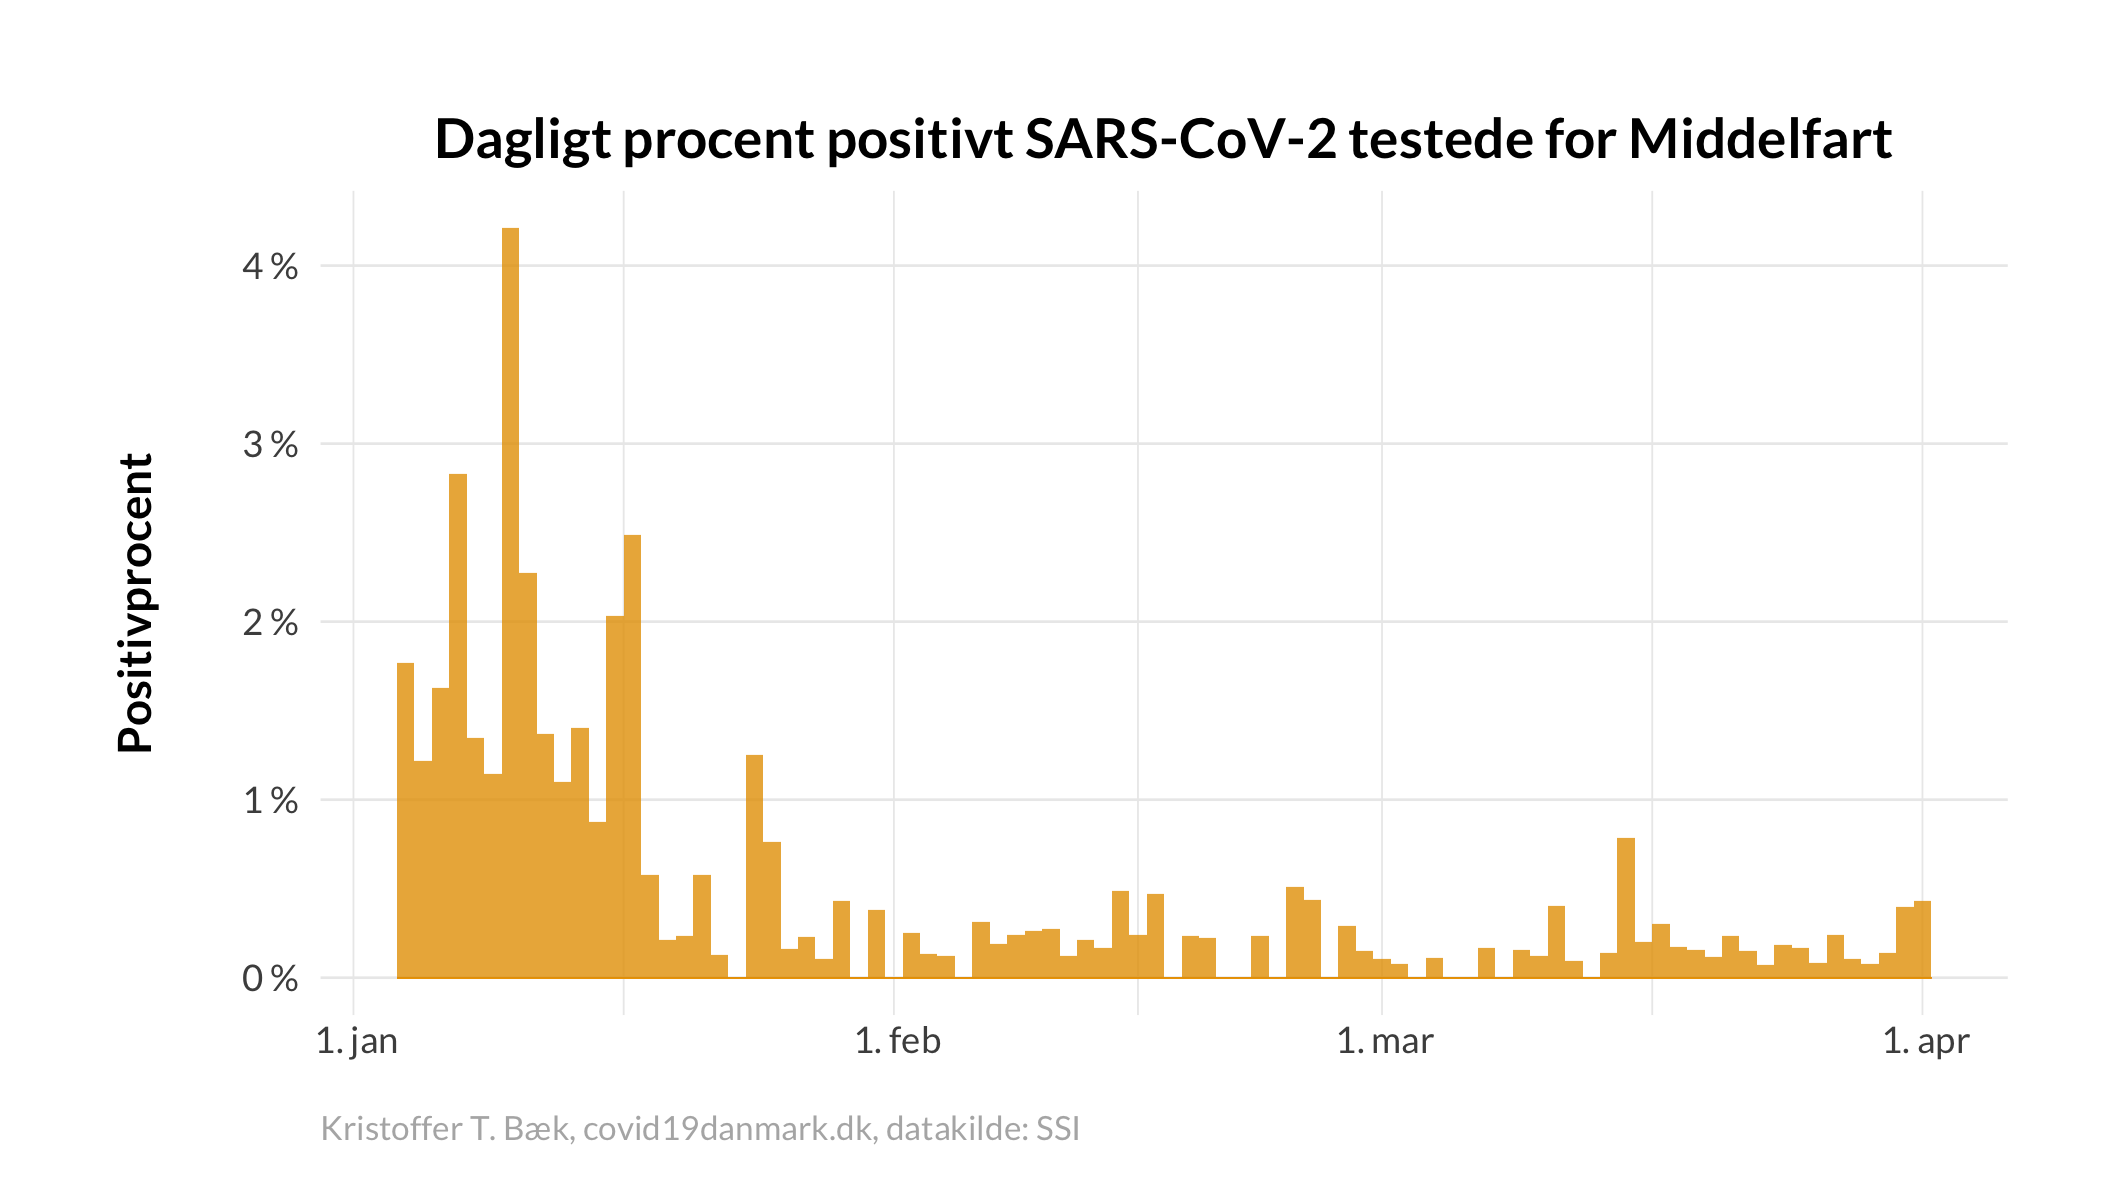 Dagligt procent positivt SARS-CoV-2 testede for Middelfart
Positivprocent
4 %
3 %
2 %
1 %
0 %
1. jan
1. feb
1. mar
1. apr
Kristoffer T. Bæk, covid19danmark.dk, datakilde: SSI